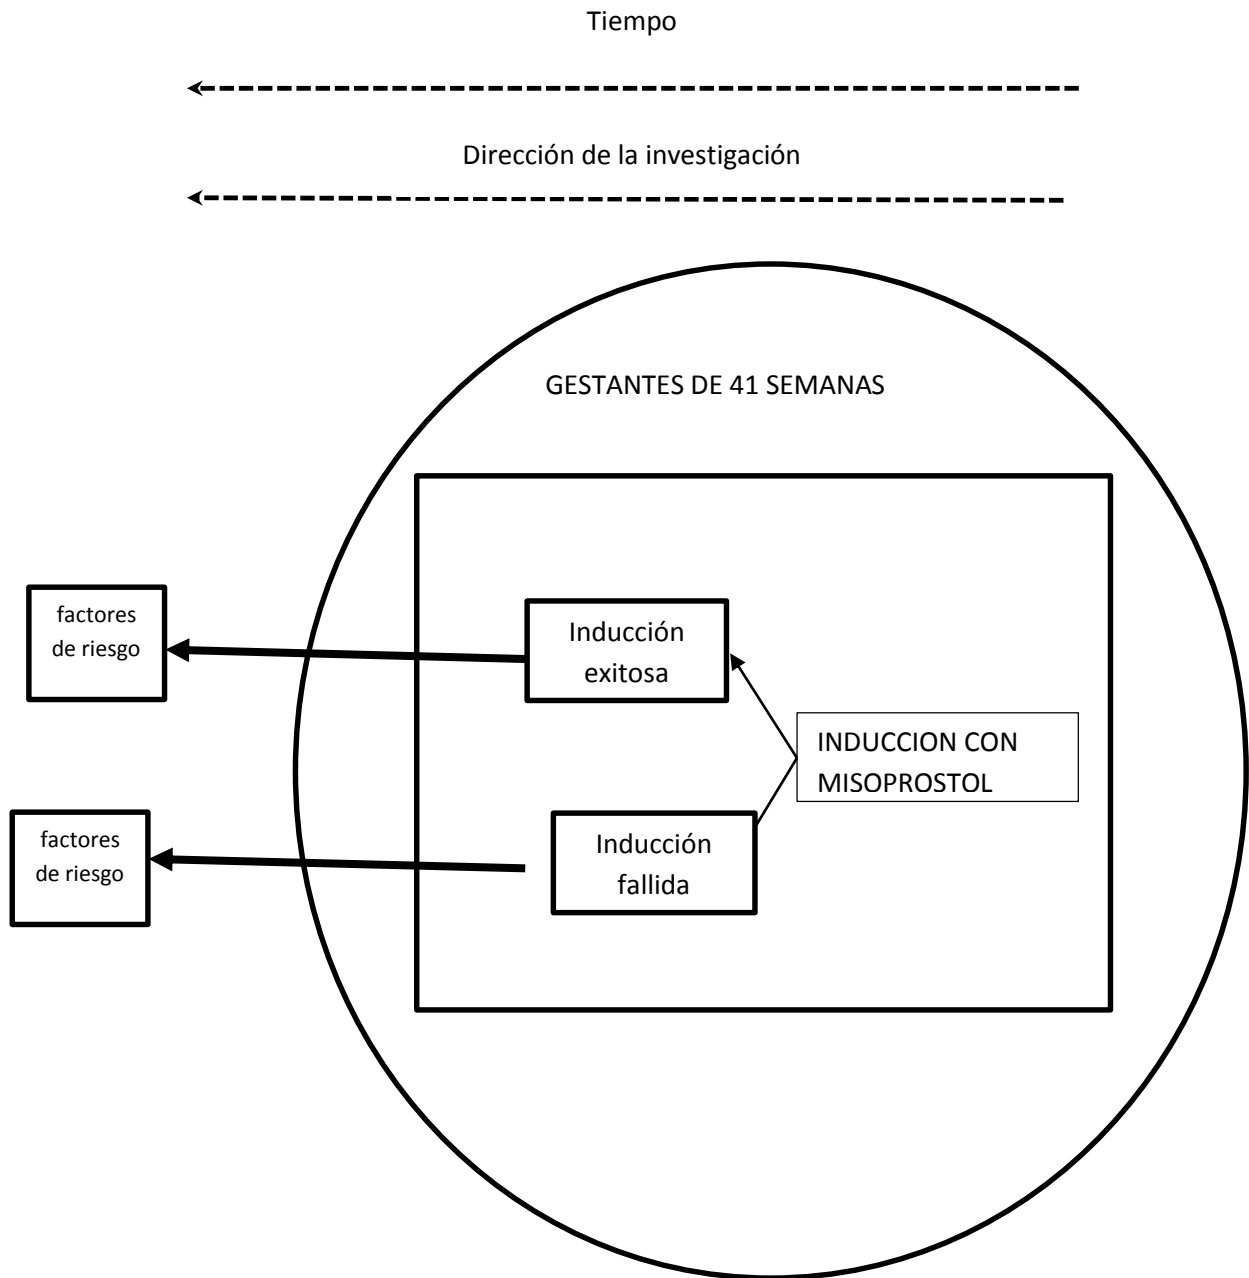 Tiempo
Dirección de la investigación
GESTANTES DE 41 SEMANAS
factores
de riesgo
Inducción
exitosa
INDUCCION CON
MISOPROSTOL
factores
de riesgo
Inducción
fallida